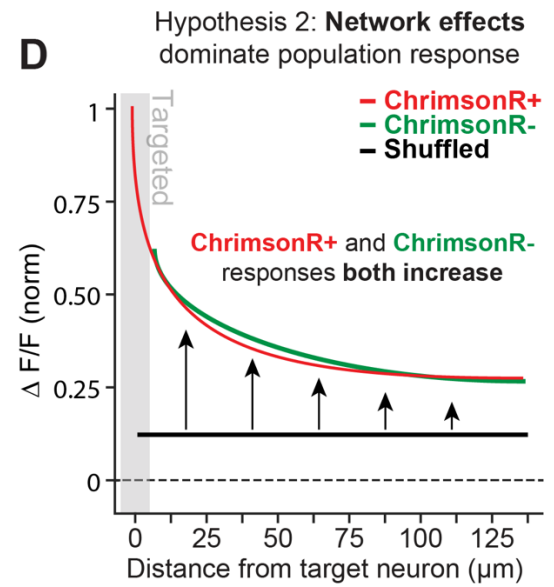 D
Hypothesis 2: Network effects
dominate population response
ChrimsonR+
ChrimsonR-
Shuffled
Targeted
ChrimsonR+ and ChrimsonR-
responses both increase
Δ F/F (norm)
1
0.75
0.50
0.25
0
0 25 50 75 100 125
Distance from target neuron (µm)